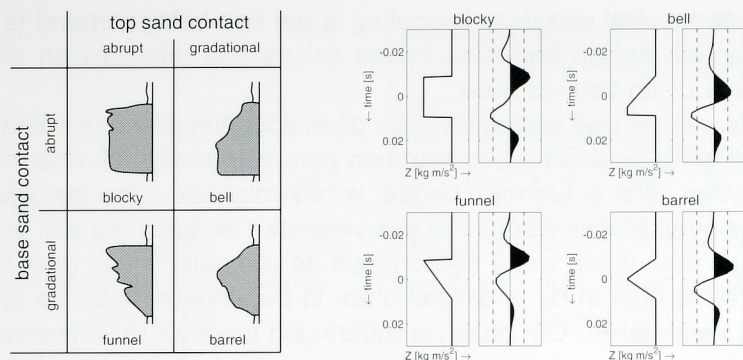 top sand contact
abrupt
gradational
base sand contact
abrupt
gradational
blocky
bell
funnel
barrel
blocky
-0.02
0
0.02
← time [s]
Z [kg m/s²] →
bell
-0.02
0
0.02
← time [s]
Z [kg m/s²] →
funnel
-0.02
0
0.02
← time [s]
Z [kg m/s²] →
barrel
-0.02
0
0.02
← time [s]
Z [kg m/s²] →